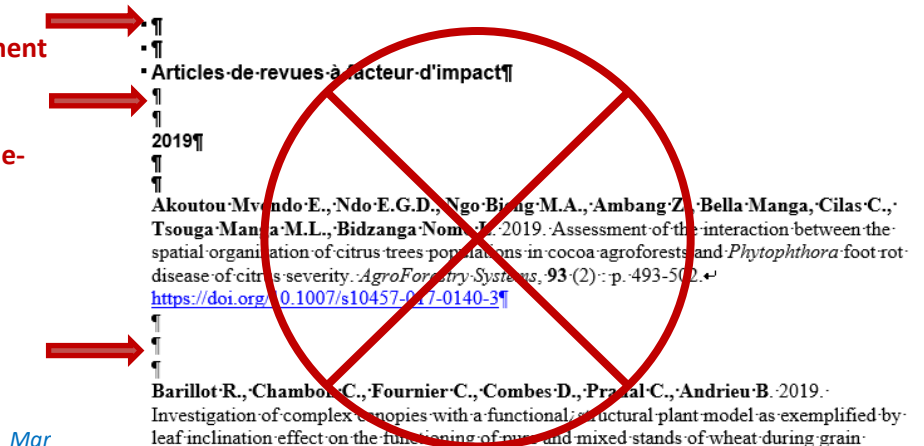 ¶
ment
¶
Articles de revues à facteur d'impact¶
¶
¶
2019¶
e-
¶
¶
Akoutou Mvondo E., Ndo E.G.D., Ngo Bieng M.A., Ambang Z., Bella Manga, Cilas C.,
Tsouga Manga M.L., Bidzanga Nomo L. 2019. Assessment of the interaction between the
spatial organization of citrus trees populations in cocoa agroforests and Phytophthora foot rot
disease of citrus severity. AgroForestry Systems, 93 (2) : p. 493-502.↵
https://doi.org/10.1007/s10457-017-0140-3¶
¶
¶
¶
Barillot R., Chambon C., Fournier C., Combes D., Pradal C., Andrieu B. 2019.
Investigation of complex canopies with a functional structural plant model as exemplified by
Mar
leaf inclination effect on the functioning of pure and mixed stands of wheat during grain